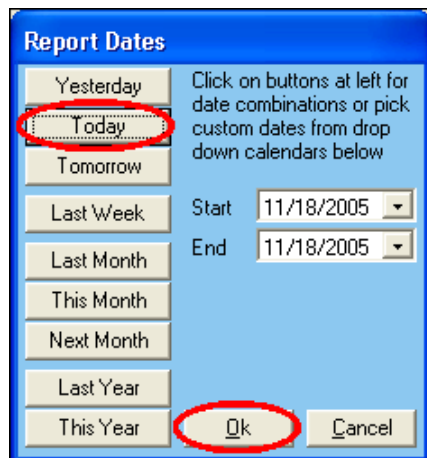 Report Dates
Yesterday
Today
Tomorrow
Last Week
Last Month
This Month
Next Month
Last Year
This Year
Click on buttons at left for
date combinations or pick
custom dates from drop
down calendars below
Start 11/18/2005
End 11/18/2005
Ok
Cancel